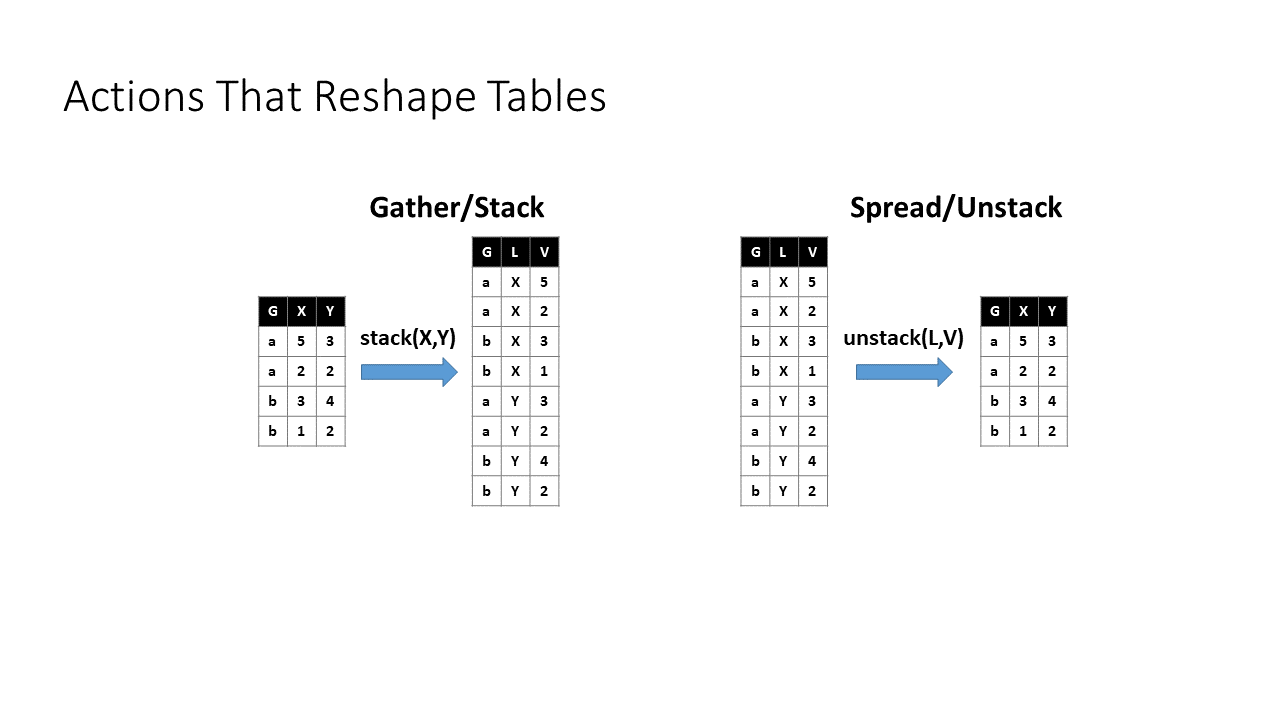 Actions That Reshape Tables
Gather/Stack
G X Y
a 5 3
a 2 2
b 3 4
b 1 2
stack(X,Y)
G L V
a X 5
a X 2
b X 3
b X 1
a Y 3
a Y 2
b Y 4
b Y 2
Spread/Unstack
G L V
a X 5
a X 2
b X 3
b X 1
a Y 3
a Y 2
b Y 4
b Y 2
unstack(L,V)
G X Y
a 5 3
a 2 2
b 3 4
b 1 2